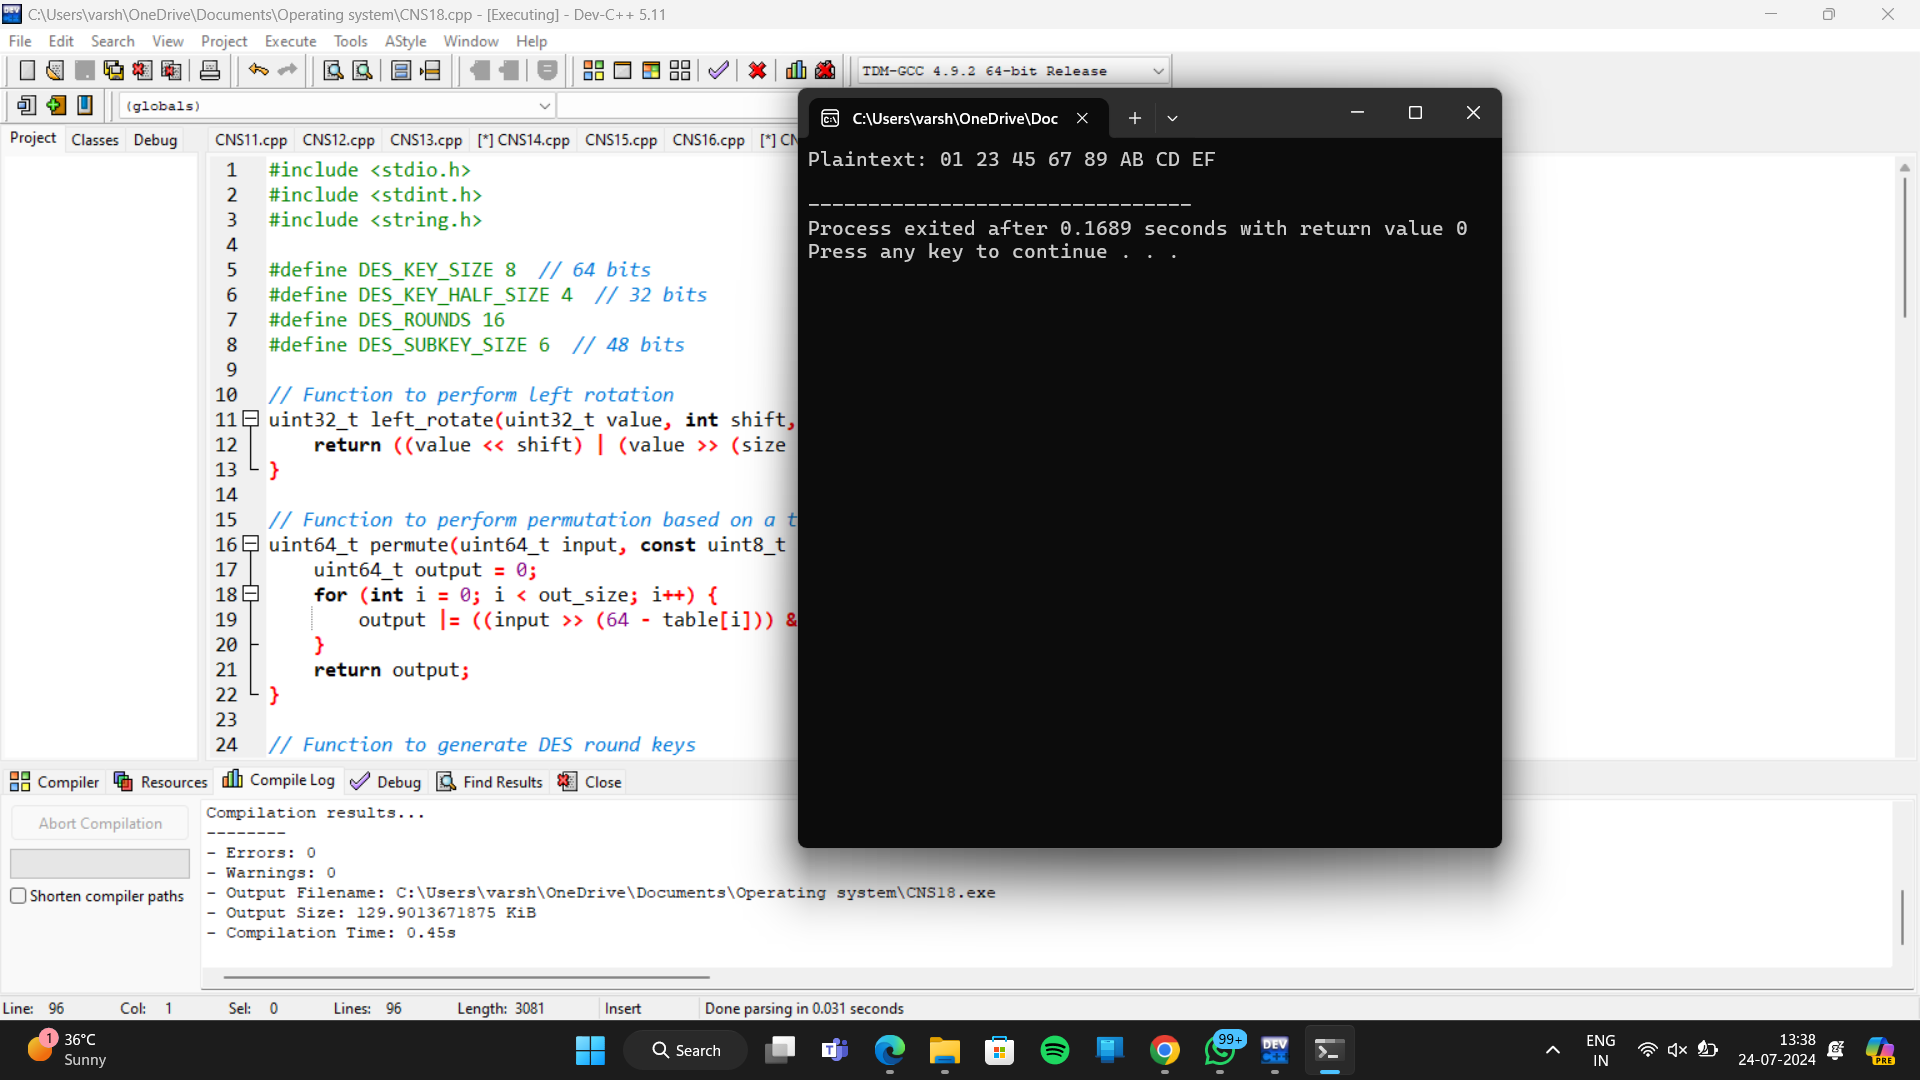 C:\Users\varsh\OneDrive\Documents\Operating system\CNS18.cpp - [Executing] - Dev-C++ 5.11
File Edit Search View Project Execute Tools AStyle Window Help
TDM-GCC 4.9.2 64-bit Release
(globals)
Project Classes Debug
CNS11.cpp CNS12.cpp CNS13.cpp [*] CNS14.cpp CNS15.cpp CNS16.cpp [*] CN
1 #include <stdio.h>
2 #include <stdint.h>
3 #include <string.h>
4
5 #define DES_KEY_SIZE 8 // 64 bits
6 #define DES_KEY_HALF_SIZE 4 // 32 bits
7 #define DES_ROUNDS 16
8 #define DES_SUBKEY_SIZE 6 // 48 bits
9
10 // Function to perform left rotation
11 uint32_t left_rotate(uint32_t value, int shift,
12 return ((value << shift) | (value >> (size
13 }
14
15 // Function to perform permutation based on a t
16 uint64_t permute(uint64_t input, const uint8_t
17 uint64_t output = 0;
18 for (int i = 0; i < out_size; i++) {
19 output |= ((input >> (64 - table[i])) &
20 }
21 return output;
22 }
23
24 // Function to generate DES round keys
C:\Users\varsh\OneDrive\Doc
Plaintext: 01 23 45 67 89 AB CD EF
--------------------------------
Process exited after 0.1689 seconds with return value 0
Press any key to continue . . .
Compiler Resources Compile Log Debug Find Results Close
Abort Compilation
Shorten compiler paths
Compilation results...
--------
- Errors: 0
- Warnings: 0
- Output Filename: C:\Users\varsh\OneDrive\Documents\Operating system\CNS18.exe
- Output Size: 129.9013671875 KiB
- Compilation Time: 0.45s
Line: 96 Col: 1 Sel: 0 Lines: 96 Length: 3081 Insert Done parsing in 0.031 seconds
1
36°C
Sunny
Search
99+
DEV
C++
ENG
IN
13:38
24-07-2024
PRE